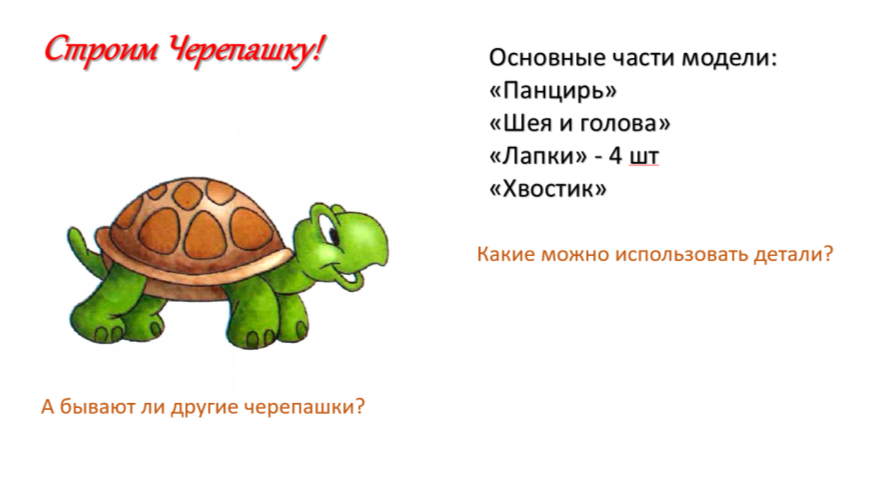 Строим Черепашку!
Основные части модели:
«Панцирь»
«Шея и голова»
«Лапки» - 4 шт
«Хвостик»
Какие можно использовать детали?
А бывают ли другие черепашки?